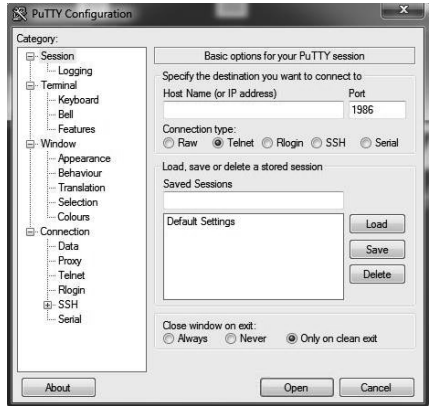 PuTTY Configuration
Category:
Session
Logging
Terminal
Keyboard
Bell
Features
Window
Appearance
Behaviour
Translation
Selection
Colours
Connection
Data
Proxy
Telnet
Rlogin
SSH
Serial
Basic options for your PuTTY session
Specify the destination you want to connect to
Host Name (or IP address) Port
1986
Connection type:
Raw Telnet Rlogin SSH Serial
Load, save or delete a stored session
Saved Sessions
Default Settings
Load
Save
Delete
Close window on exit:
Always Never Only on clean exit
About Open Cancel